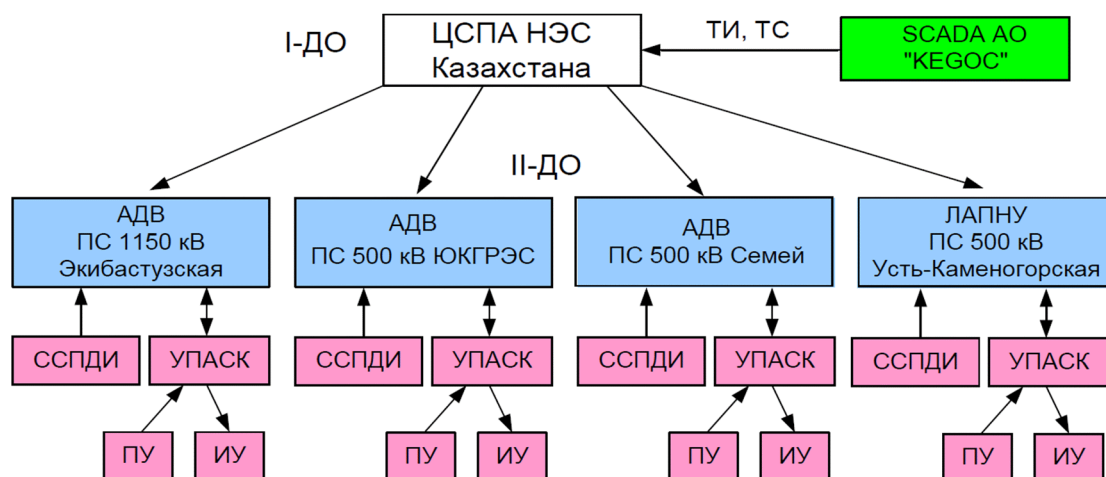 I-ДО
ЦСПА НЭС
Казахстана
ТИ, ТС
SCADA АО
"KEGOC"
II-ДО
АДВ
ПС 1150 кВ
Экибастузская
АДВ
ПС 500 кВ ЮКГРЭС
АДВ
ПС 500 кВ Семей
ЛАПНУ
ПС 500 кВ
Усть-Каменогорская
ССПДИ
УПАСК
ССПДИ
УПАСК
ССПДИ
УПАСК
ССПДИ
УПАСК
ПУ
ИУ
ПУ
ИУ
ПУ
ИУ
ПУ
ИУ